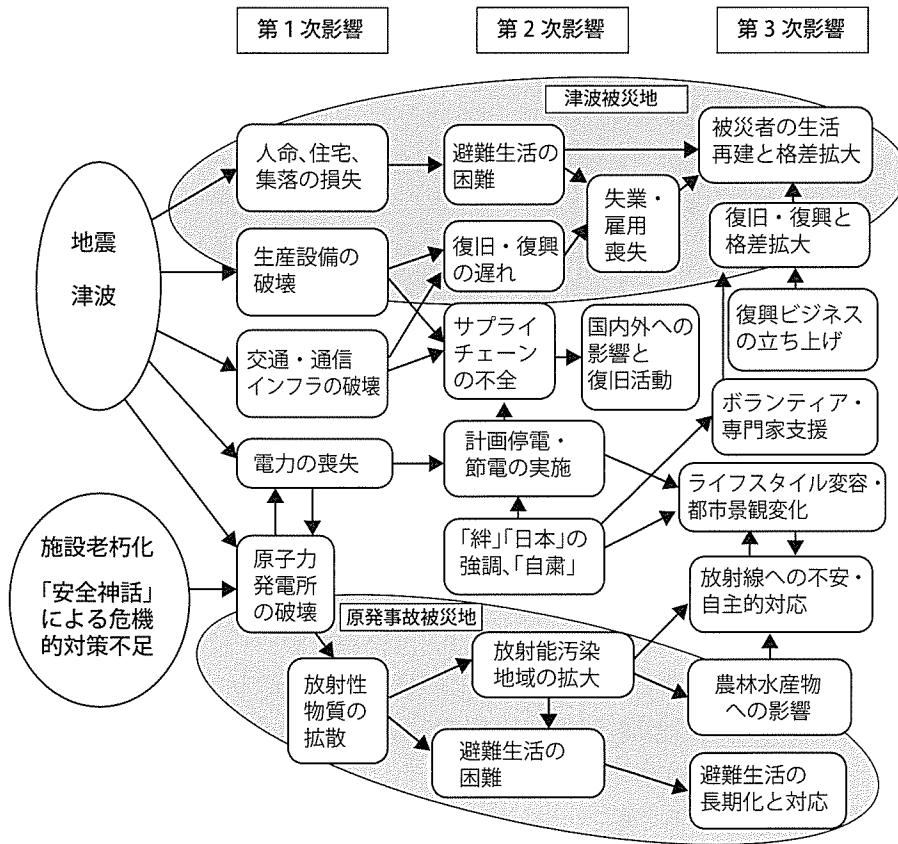 第１次影響
第２次影響
第３次影響
津波被災地
人命、住宅、
集落の損失
避難生活の
困難
被災者の生活
再建と格差拡大
失業・
雇用
喪失
地震
津波
生産設備の
破壊
復旧・復興
の遅れ
復旧・復興と
格差拡大
交通・通信
インフラの破壊
サプライ
チェーン
の不全
国内外への
影響と
復旧活動
復興ビジネス
の立ち上げ
ボランティア・
専門家支援
電力の喪失
計画停電・
節電の実施
ライフスタイル変容・
都市景観変化
施設老朽化
「安全神話」
による危機
的対策不足
原子力
発電所
の破壊
「絆」「日本」の
強調、「自粛」
放射線への不安・
自主的対応
原発事故被災地
放射性
物質の
拡散
放射能汚染
地域の拡大
農林水産物
への影響
避難生活の
困難
避難生活の
長期化と対応